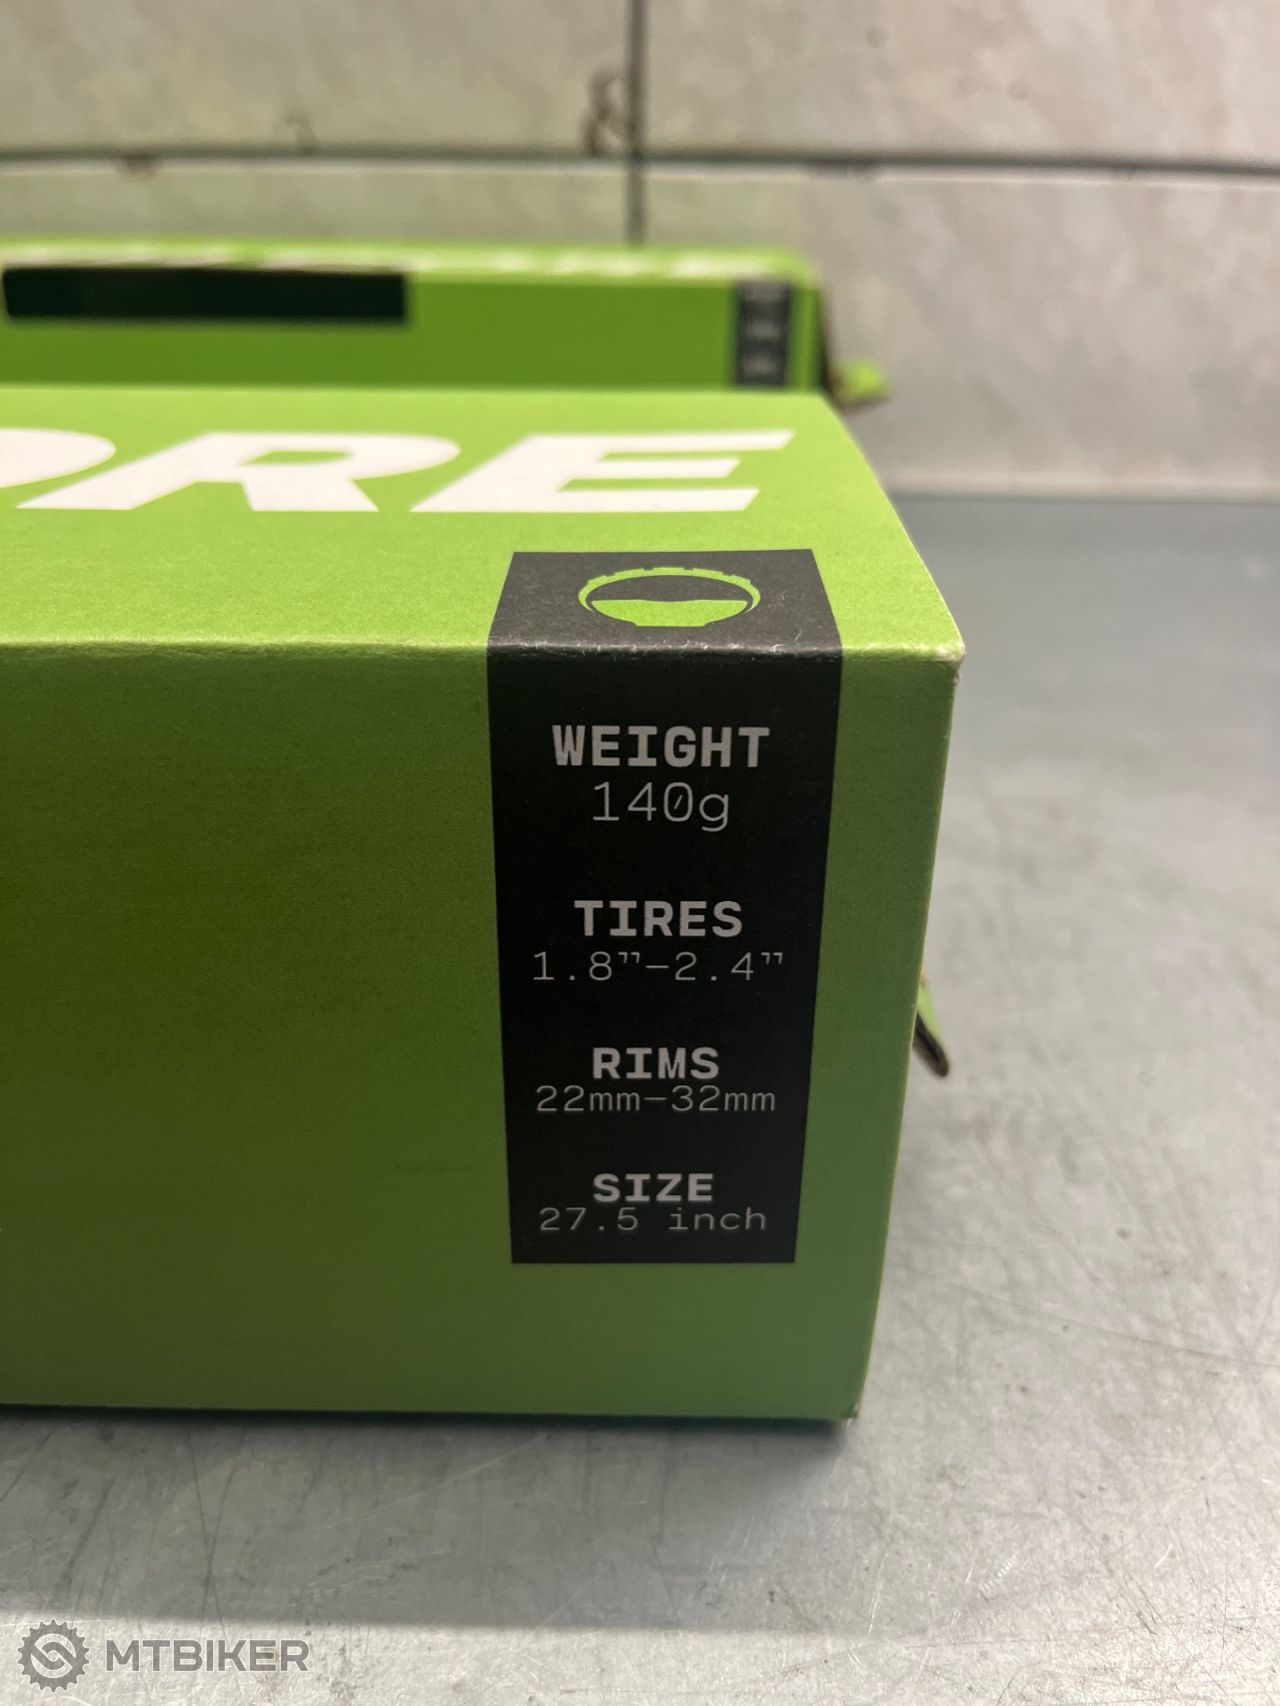 ORE
WEIGHT
140g
TIRES
1.8”–2.4”
RIMS
22mm–32mm
SIZE
27.5 inch
MTBIKER